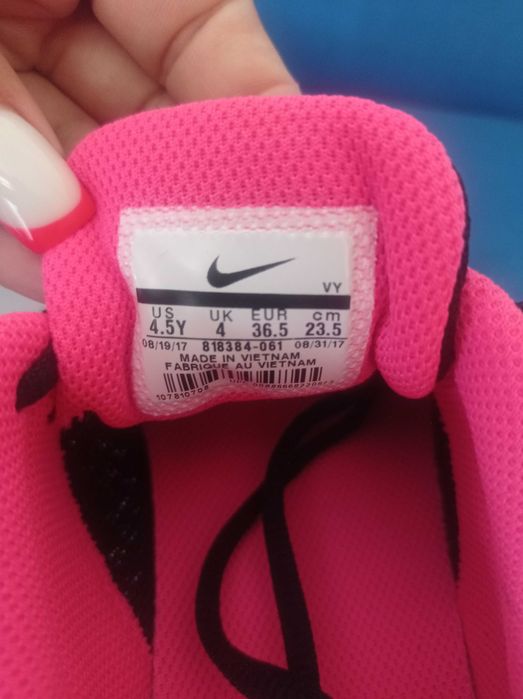 VY
US UK EUR cm
4.5Y 4 36.5 23.5
08/19/17 818384-061 08/31/17
MADE IN VIETNAM
FABRIQUE AU VIETNAM